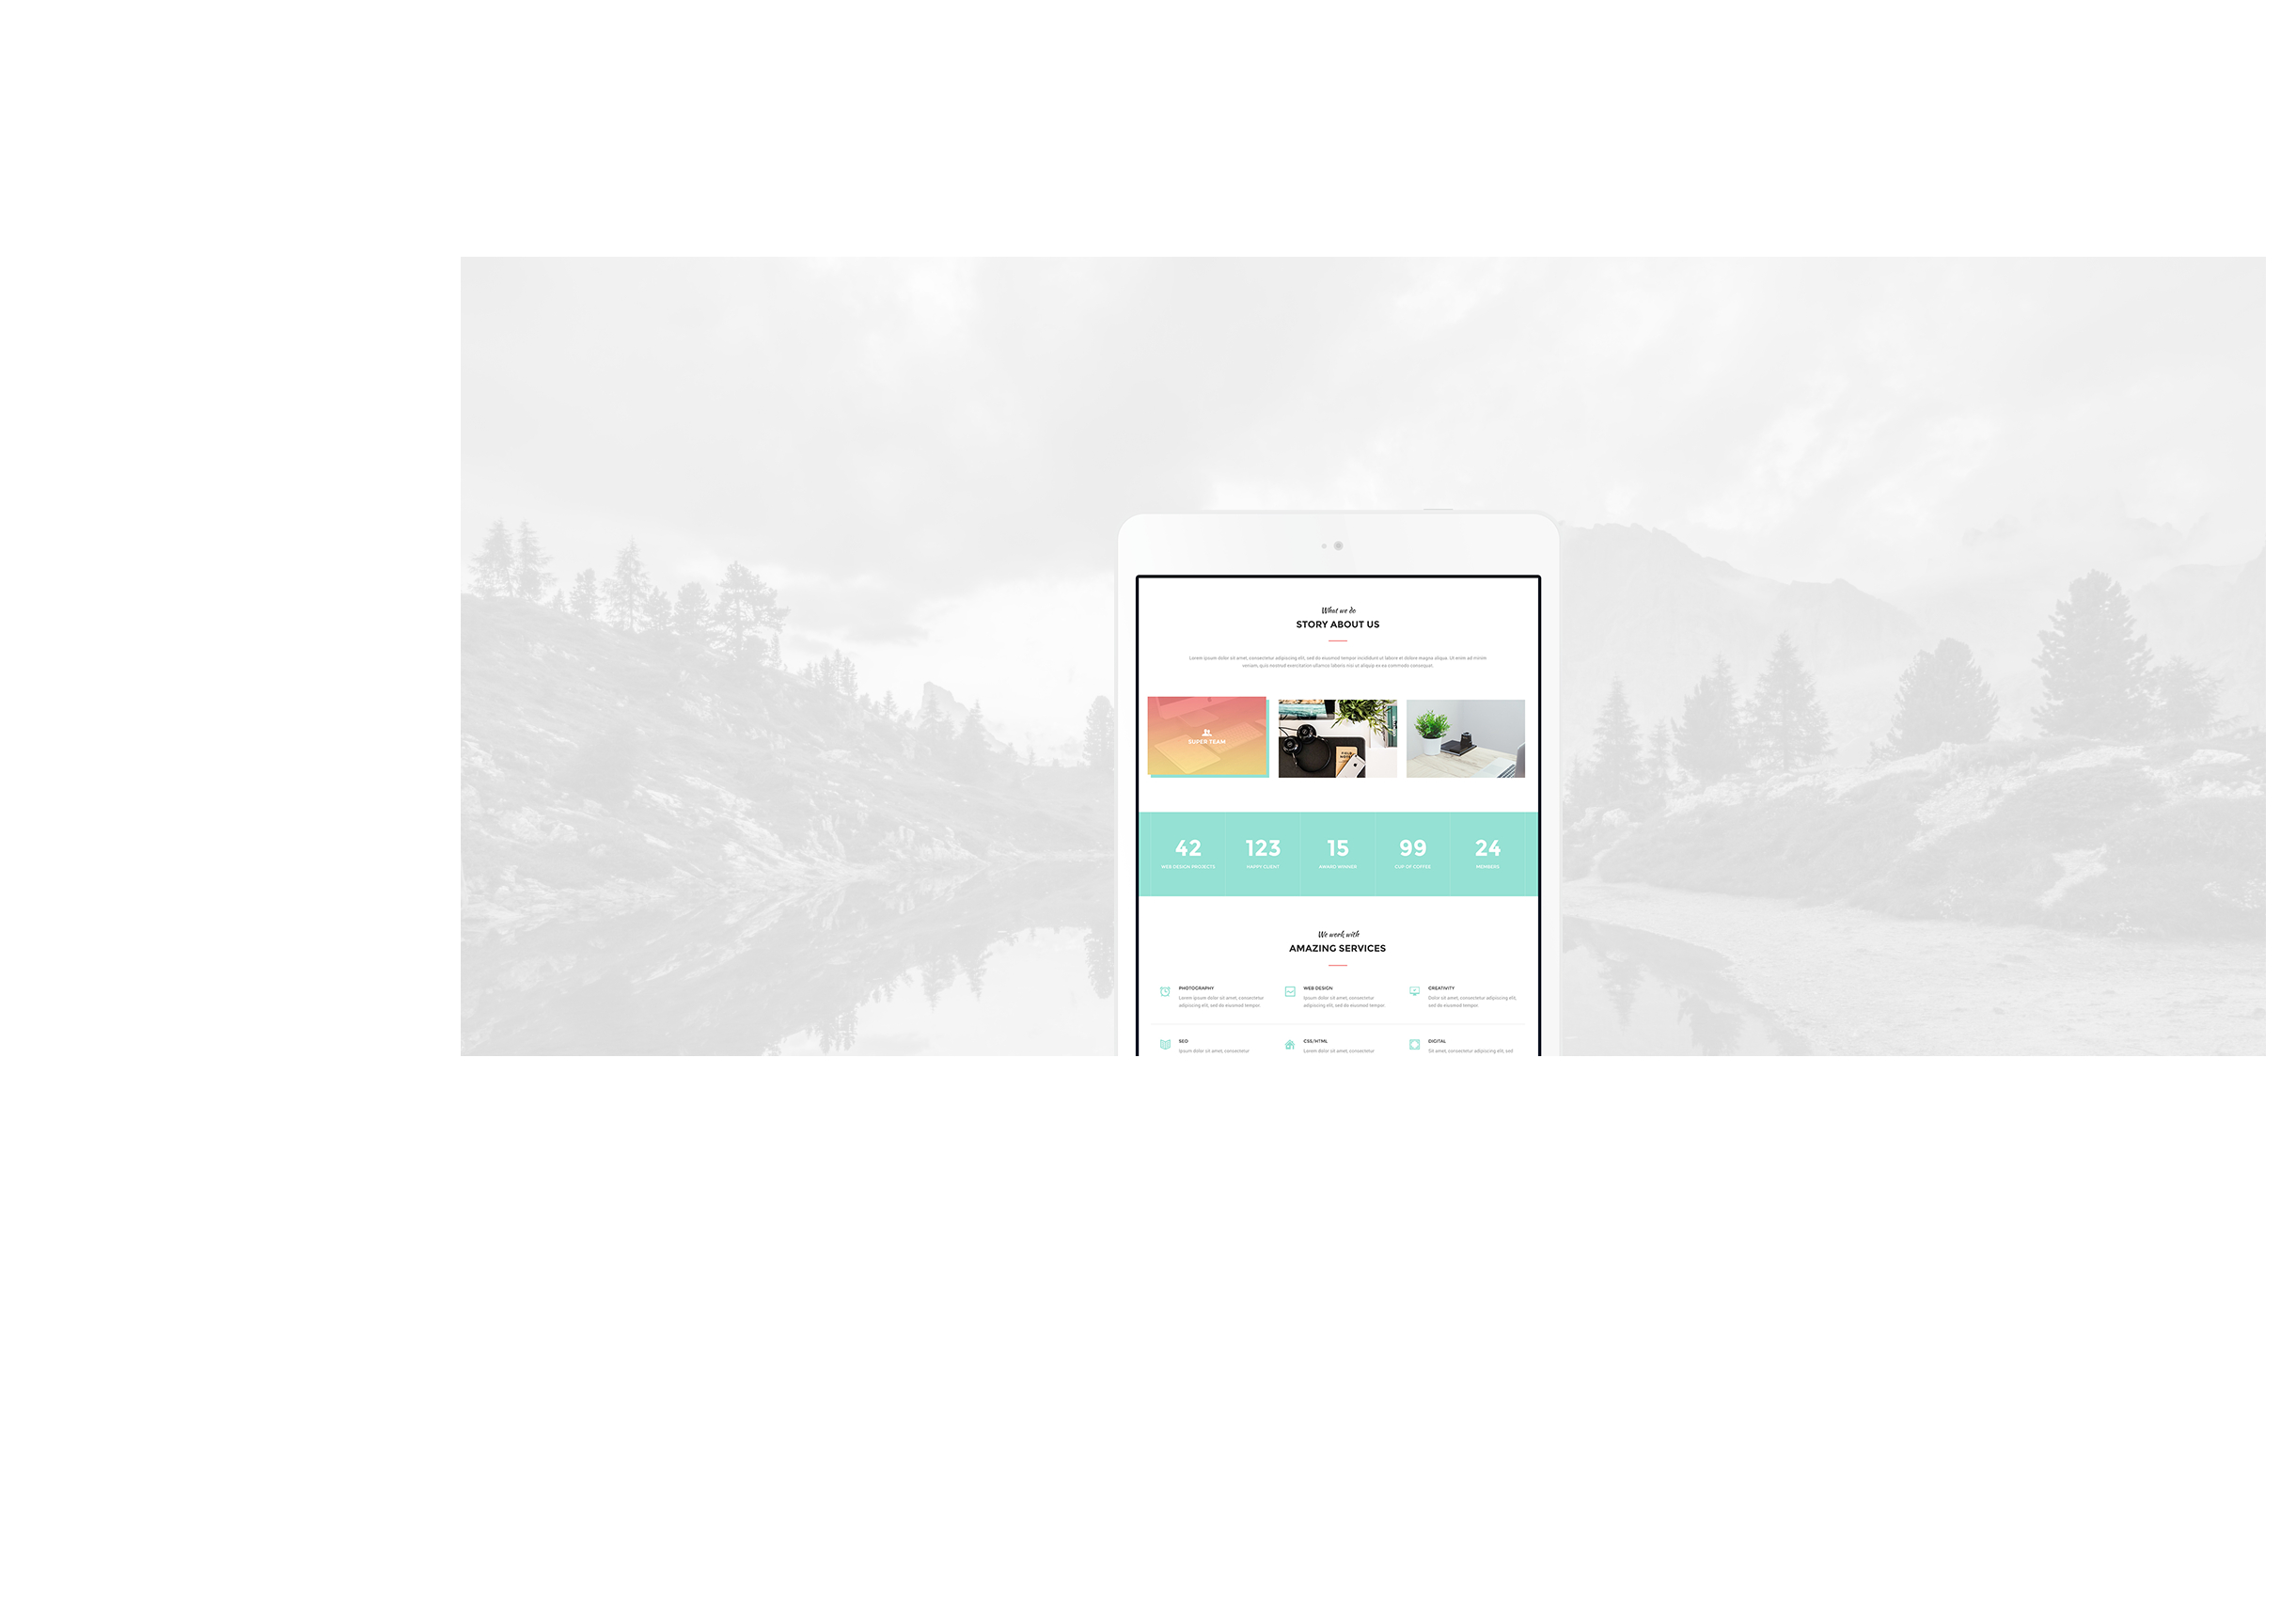 What we do
STORY ABOUT US
Lorem ipsum dolor sit amet, consectetur adipiscing elit, sed do eiusmod tempor incididunt ut labore et dolore magna aliqua. Ut enim ad minim
veniam, quis nostrud exercitation ullamco laboris nisi ut aliquip ex ea commodo consequat.
SUPER TEAM
42
WEB DESIGN PROJECTS
123
HAPPY CLIENT
15
AWARD WINNER
99
CUP OF COFFEE
24
MEMBERS
We work with
AMAZING SERVICES
PHOTOGRAPHY
Lorem ipsum dolor sit amet, consectetur
adipiscing elit, sed do eiusmod tempor.
WEB DESIGN
Ipsum dolor sit amet, consectetur
adipiscing elit, sed do eiusmod tempor.
CREATIVITY
Dolor sit amet, consectetur adipiscing elit,
sed do eiusmod tempor.
SEO
Ipsum dolor sit amet, consectetur
CSS/HTML
Lorem dolor sit amet, consectetur
DIGITAL
Sit amet, consectetur adipiscing elit, sed